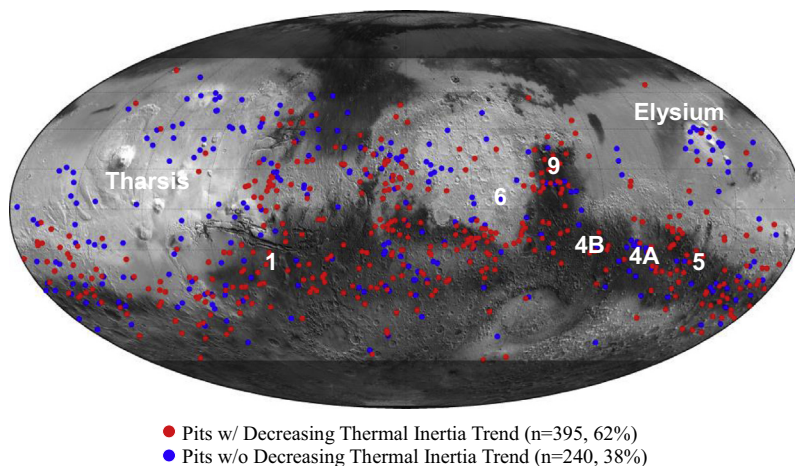 Elysium
Tharsis
9
6
4B
4A
5
1
Pits w/ Decreasing Thermal Inertia Trend (n=395, 62%)
Pits w/o Decreasing Thermal Inertia Trend (n=240, 38%)